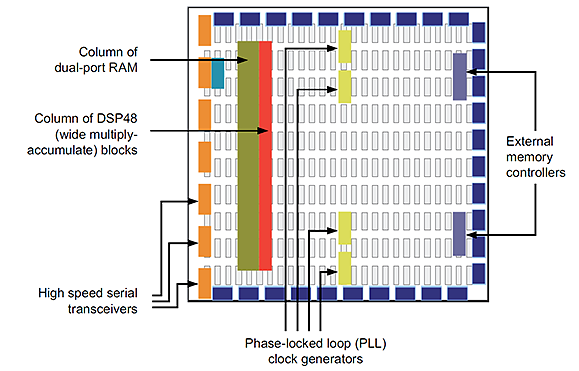 Column of
dual-port RAM
Column of DSP48
(wide multiply-
accumulate) blocks
External
memory
controllers
High speed serial
transceivers
Phase-locked loop (PLL)
clock generators